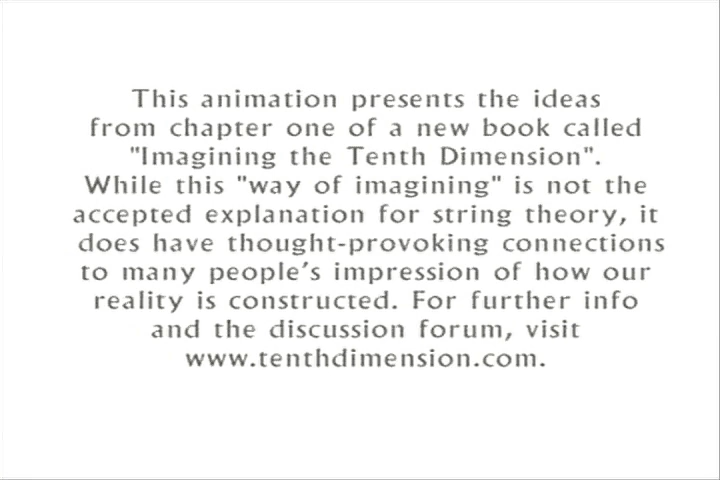 This animation presents the ideas
from chapter one of a new book called
"Imagining the Tenth Dimension".
While this "way of imagining" is not the
accepted explanation for string theory, it
does have thought-provoking connections
to many people’s impression of how our
reality is constructed. For further info
and the discussion forum, visit
www.tenthdimension.com.